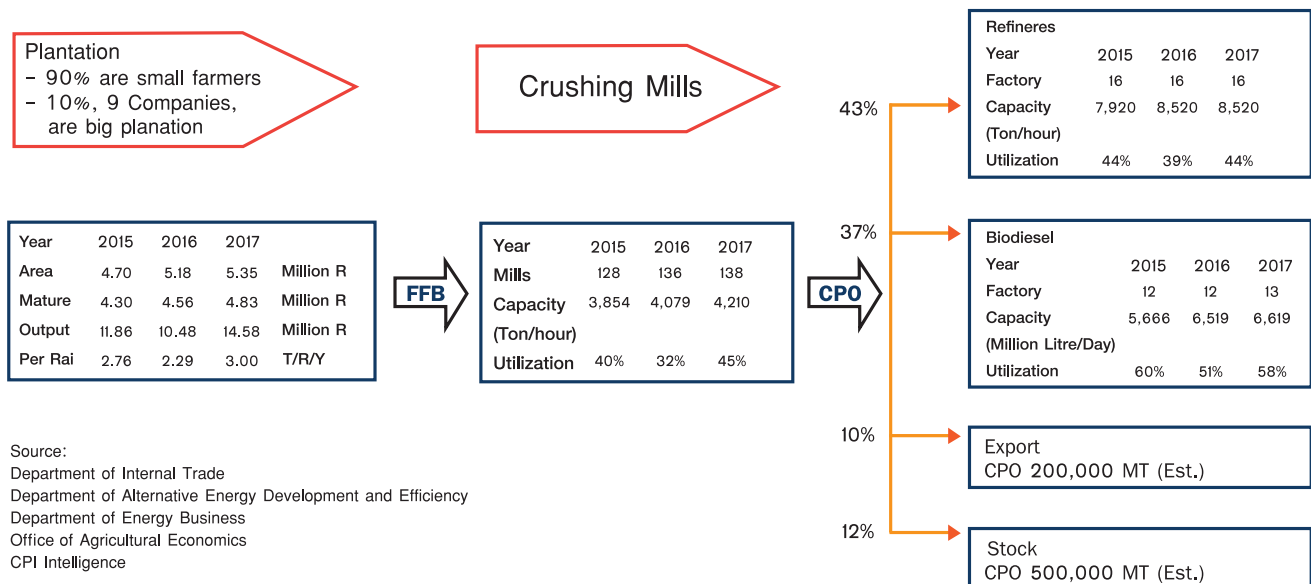 Plantation
- 90% are small farmers
- 10%, 9 Companies,
are big planation
Crushing Mills
Year 2015 2016 2017
Area 4.70 5.18 5.35 Million R
Mature 4.30 4.56 4.83 Million R
Output 11.86 10.48 14.58 Million R
Per Rai 2.76 2.29 3.00 T/R/Y
FFB
Year 2015 2016 2017
Mills 128 136 138
Capacity 3,854 4,079 4,210
(Ton/hour)
Utilization 40% 32% 45%
CPO
43%
Refineres
Year 2015 2016 2017
Factory 16 16 16
Capacity 7,920 8,520 8,520
(Ton/hour)
Utilization 44% 39% 44%
37%
Biodiesel
Year 2015 2016 2017
Factory 12 12 13
Capacity 5,666 6,519 6,619
(Million Litre/Day)
Utilization 60% 51% 58%
10%
Export
CPO 200,000 MT (Est.)
12%
Stock
CPO 500,000 MT (Est.)
Source:
Department of Internal Trade
Department of Alternative Energy Development and Efficiency
Department of Energy Business
Office of Agricultural Economics
CPI Intelligence